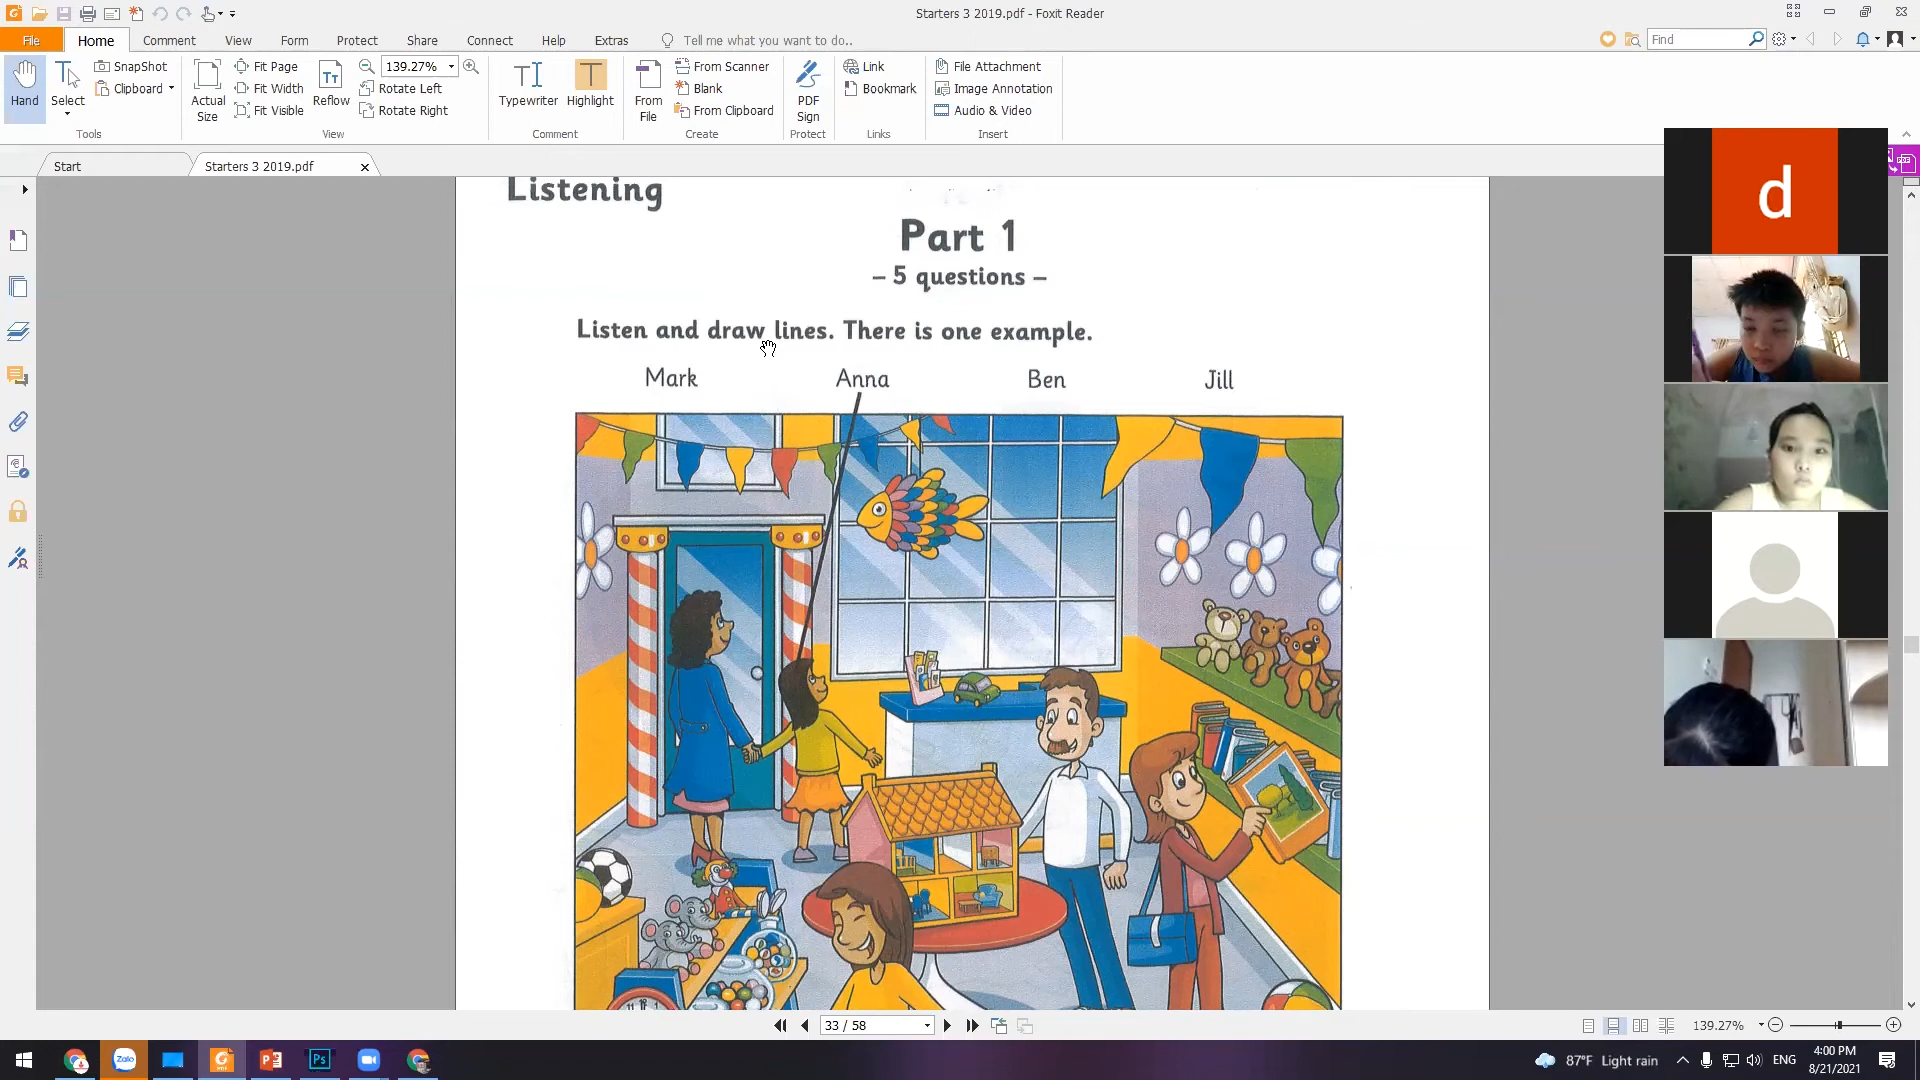 Starters 3 2019.pdf - Foxit Reader
File Home Comment View Form Protect Share Connect Help Extras Tell me what you want to do.. Find
Hand
Select
SnapShot
Clipboard
Tools
Actual Size
Fit Page
Fit Width
Fit Visible
Reflow
139.27%
Rotate Left
Rotate Right
View
Typewriter
Highlight
Comment
From File
From Scanner
Blank
From Clipboard
Create
PDF Sign
Protect
Link
Bookmark
Links
File Attachment
Image Annotation
Audio & Video
Insert
Start
Starters 3 2019.pdf
d
Listening
Part 1
– 5 questions –
Listen and draw lines. There is one example.
Mark Anna Ben Jill
33 / 58
139.27%
Zalo
Ps
87°F Light rain
ENG
4:00 PM
8/21/2021